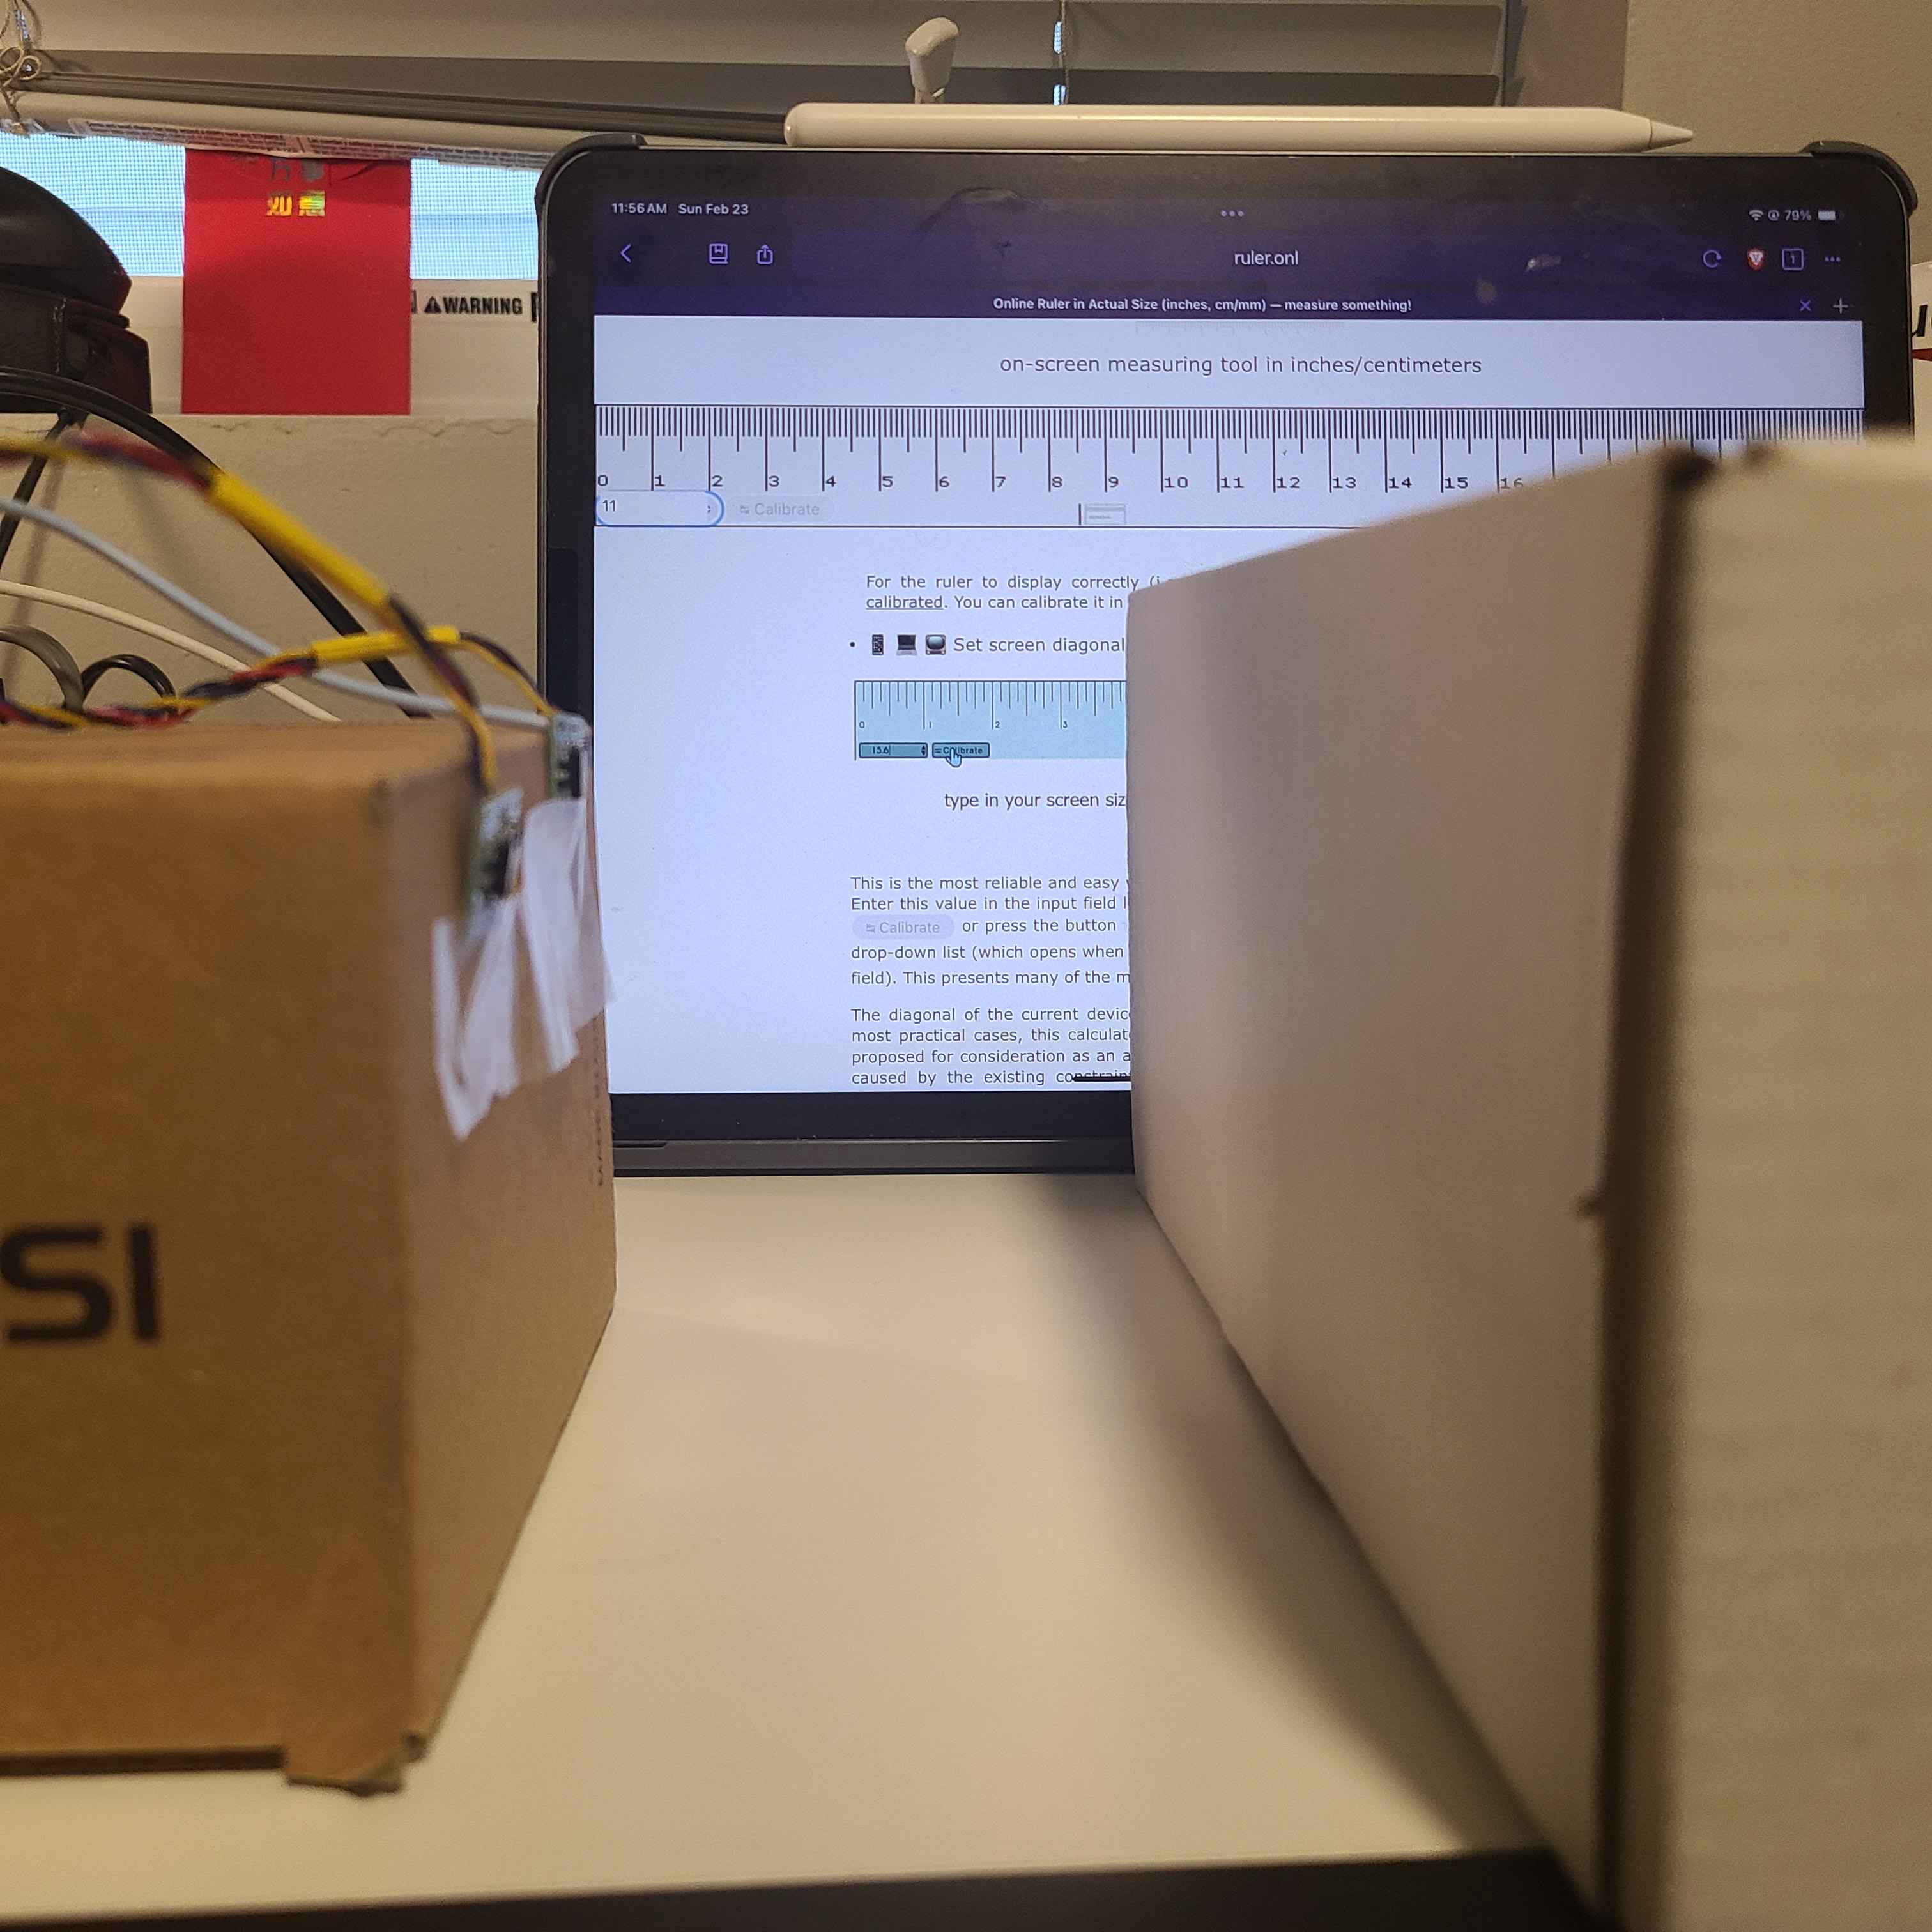 如意
11:56 AM Sun Feb 23
79%
ruler.onl
1
WARNING
Online Ruler in Actual Size (inches, cm/mm) — measure something!
on-screen measuring tool in inches/centimeters
0 1 2 3 4 5 6 7 8 9 10 11 12 13 14 15 16
11
Calibrate
For the ruler to display correctly
calibrated. You can calibrate it in
• Set screen diagonal
0 1 2 3
15.6 Calibrate
type in your screen
This is the most reliable and easy
Enter this value in the input field
Calibrate or press the button
drop-down list (which opens when
field). This presents many of the
The diagonal of the current
most practical cases, this
proposed for consideration as an
caused by the existing
SI